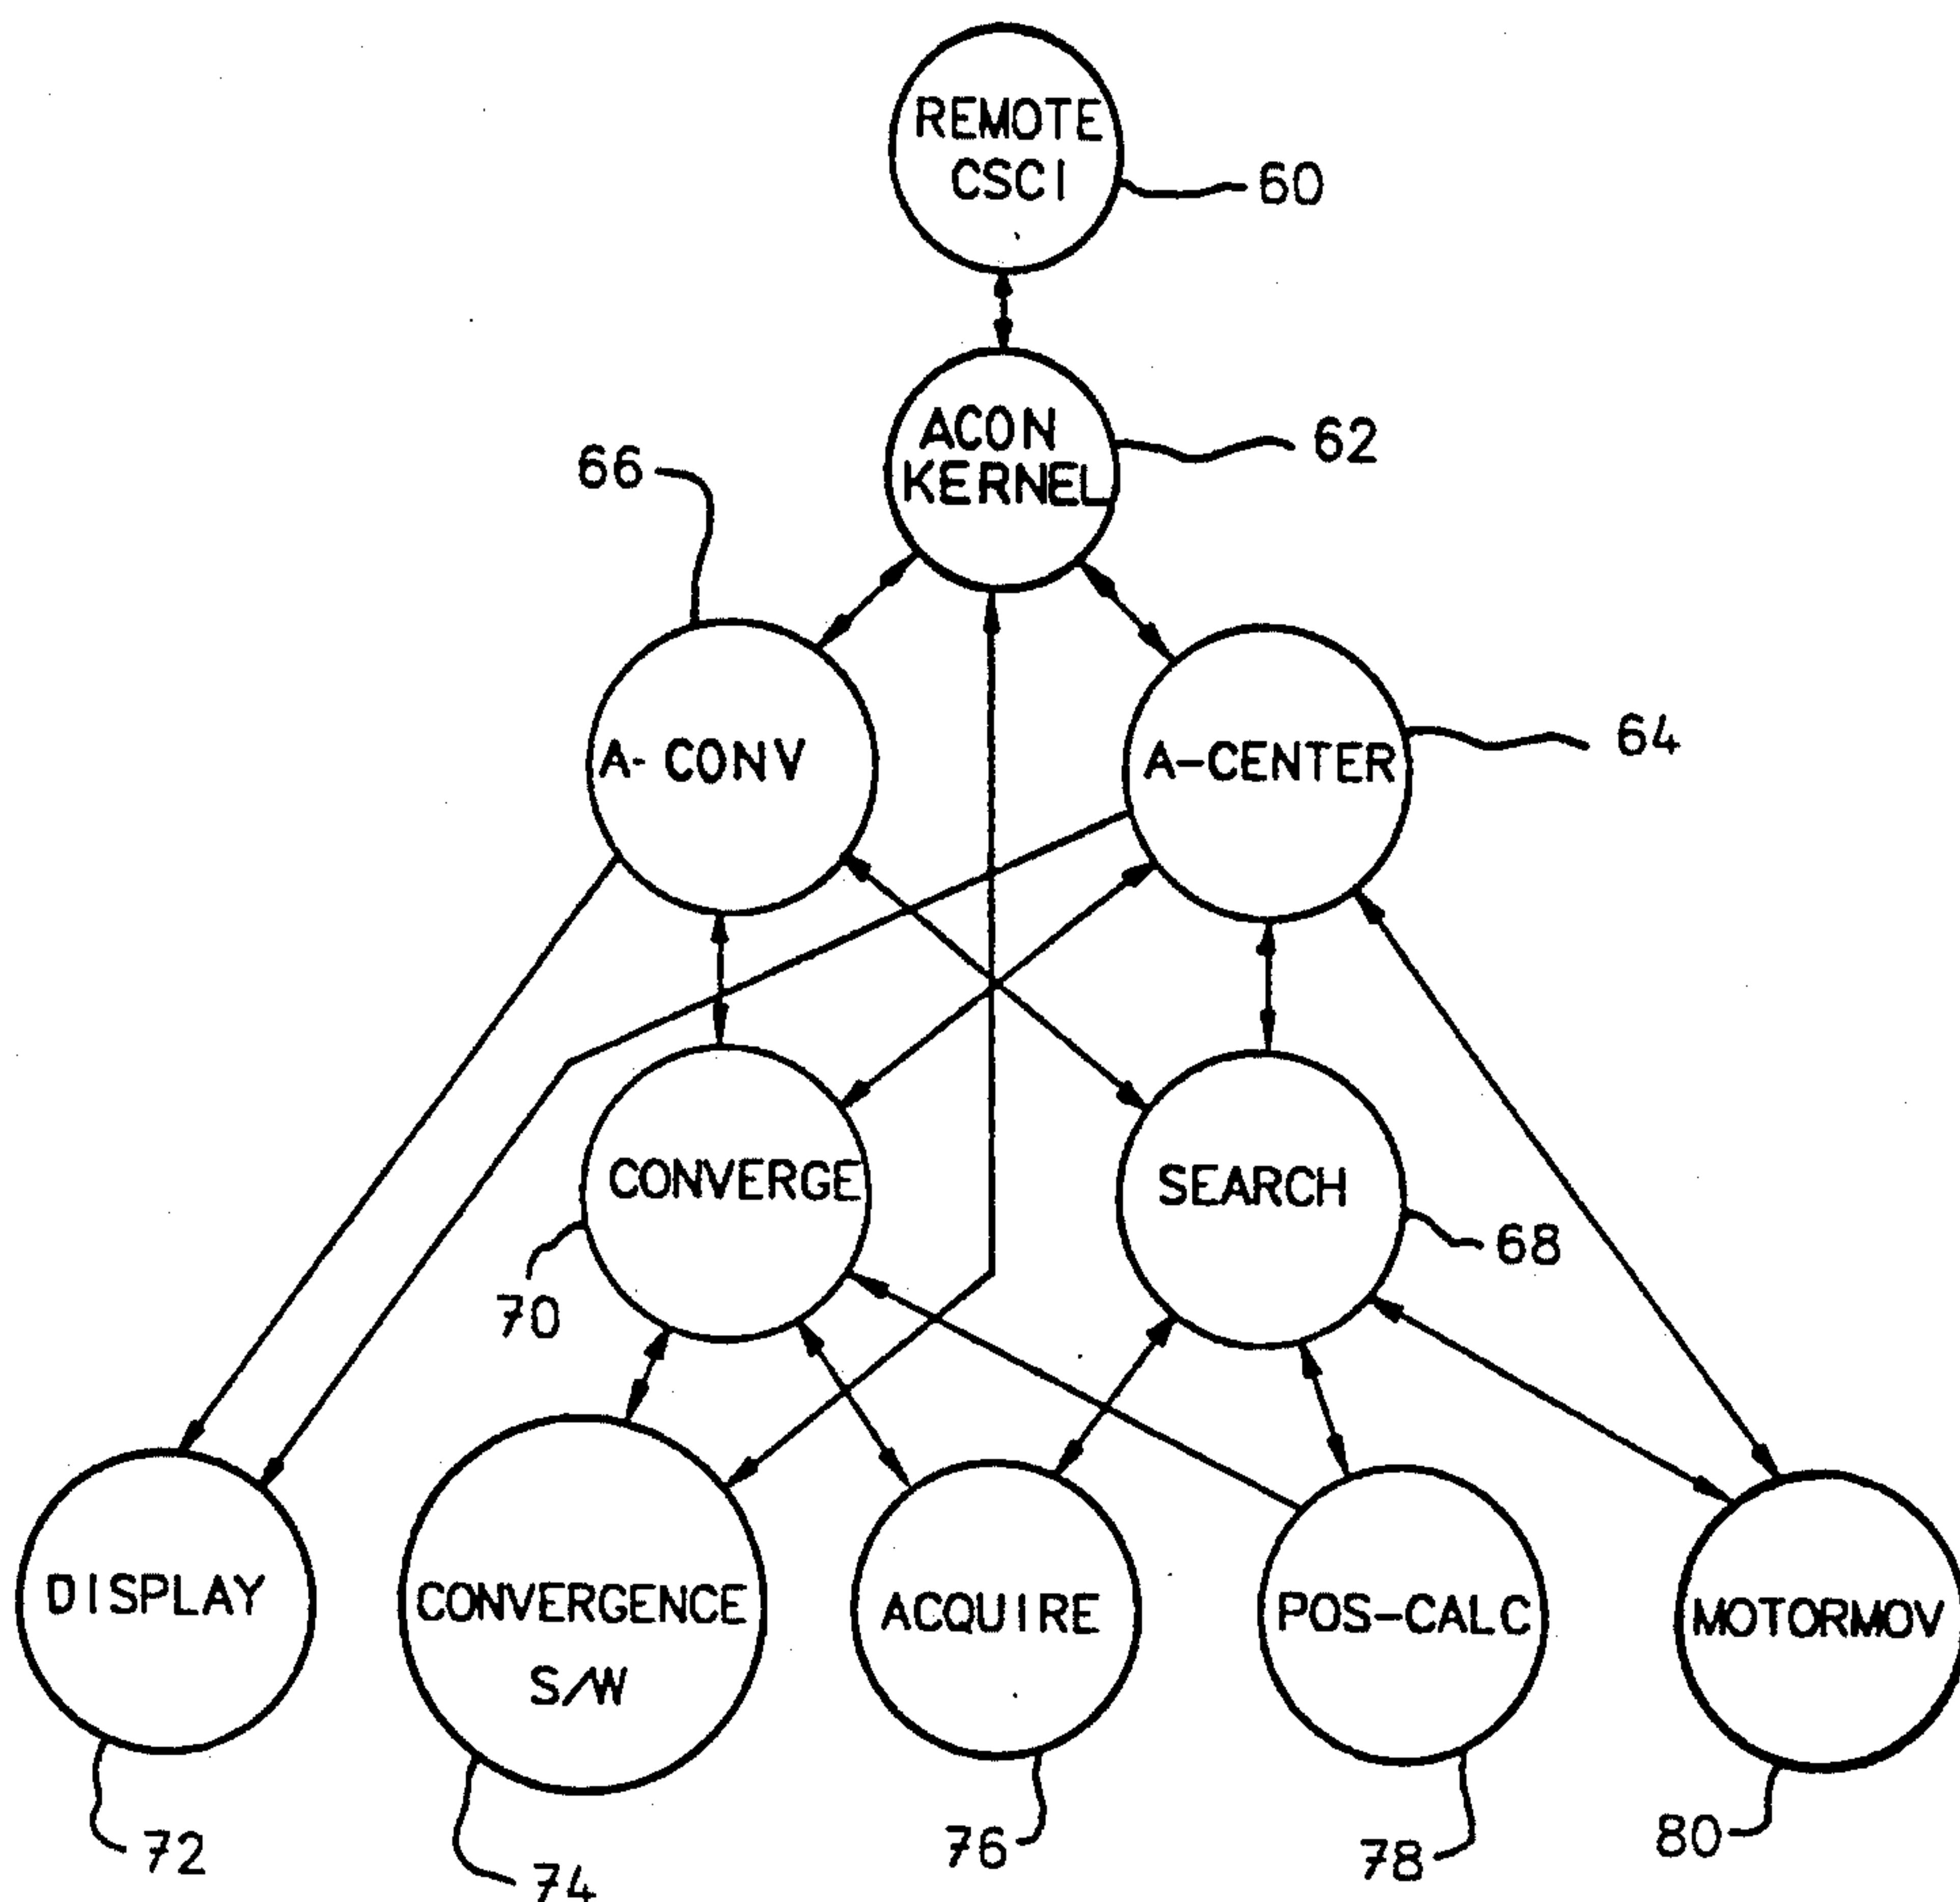 REMOTE
CSCI
60
ACON
KERNEL
62
66
A-CONV
A-CENTER
64
CONVERGE
SEARCH
68
70
DISPLAY
CONVERGENCE
S/W
ACQUIRE
POS-CALC
MOTORMOV
72
74
76
78
80